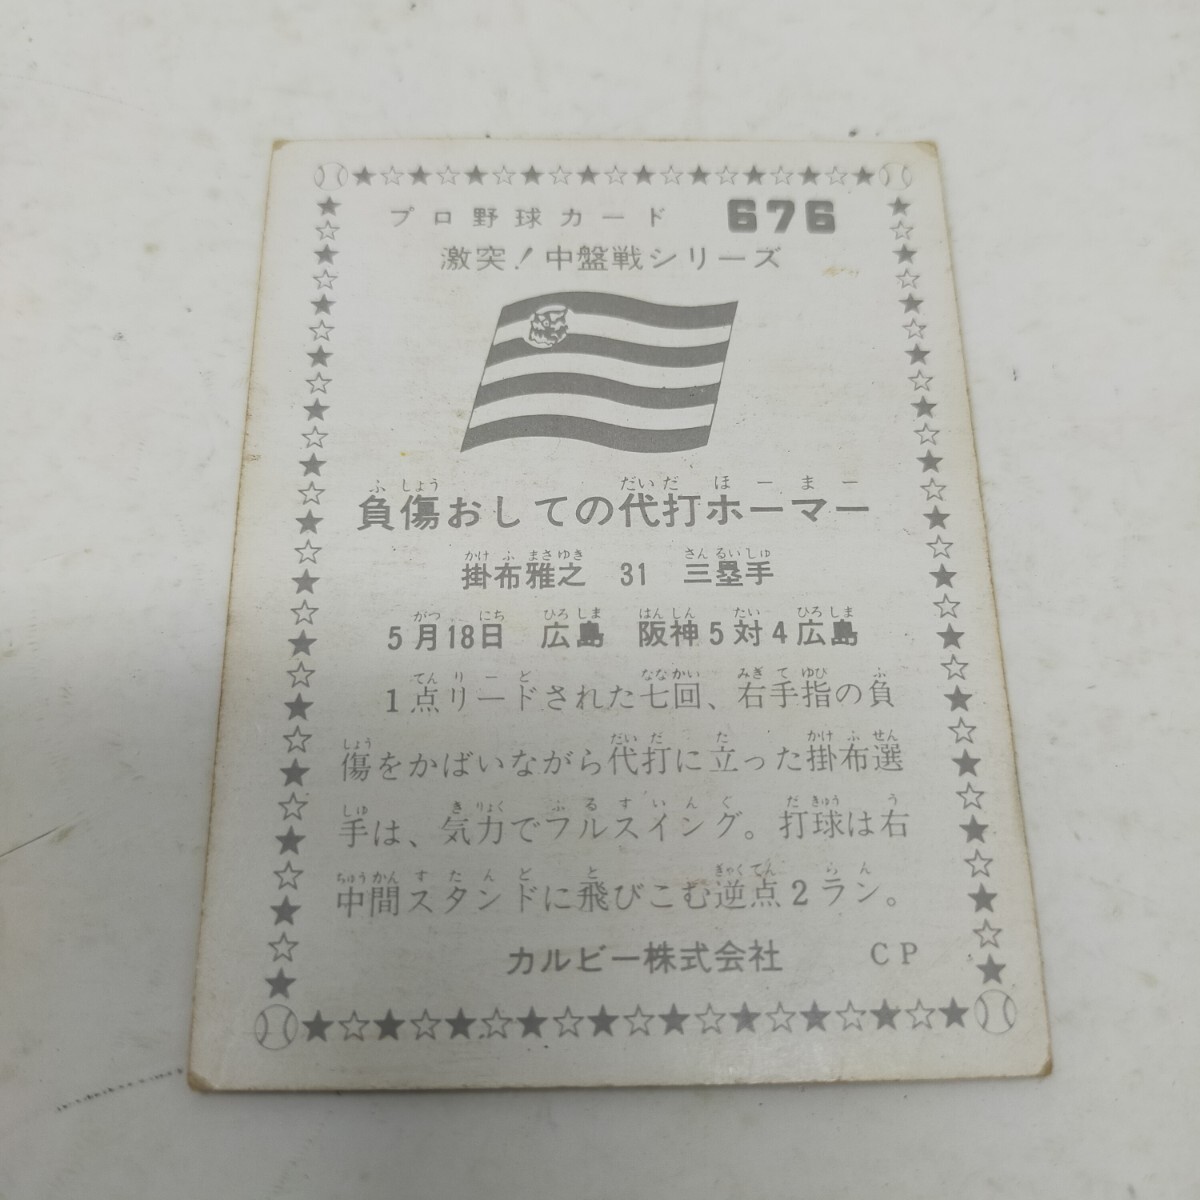 プロ野球カード 676
激突!中盤戦シリーズ
ふしょう だいだ ほーまー
負傷おしての代打ホーマー
かけふまさゆき さんるいしゅ
掛布雅之 31 三塁手
がつ にち ひろしま はんしん たい ひろしま
5月18日 広島 阪神5対4広島
てんりーど ななかい みぎてゆび ふ
1点リードされた七回、右手指の負
しょう だいだ た かけふせん
傷をかばいながら代打に立った掛布選
しゅ きりょく ふるすいんぐ だきゅう う
手は、気力でフルスイング。打球は右
ちゅうかんすたんど と ぎゃくてん らん
中間スタンドに飛びこむ逆点2ラン。
カルビー株式会社 CP